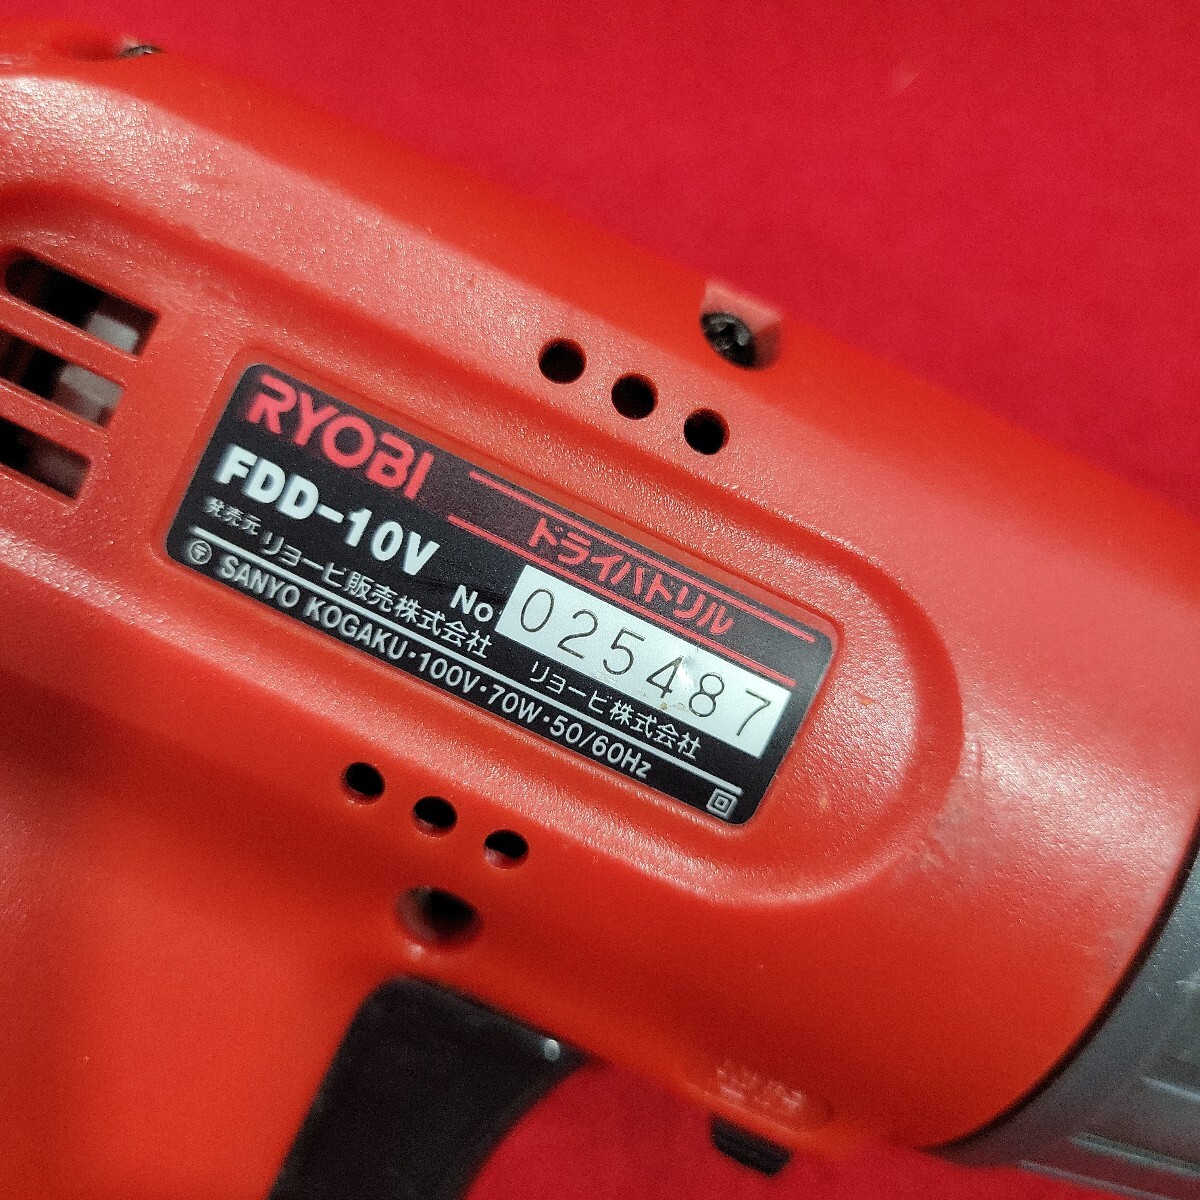 RYOBI
ドライバドリル
FDD-10V
No 025487
発売元 リョービ販売株式会社 リョービ株式会社
SANYO KOGAKU・100V・70W・50/60Hz